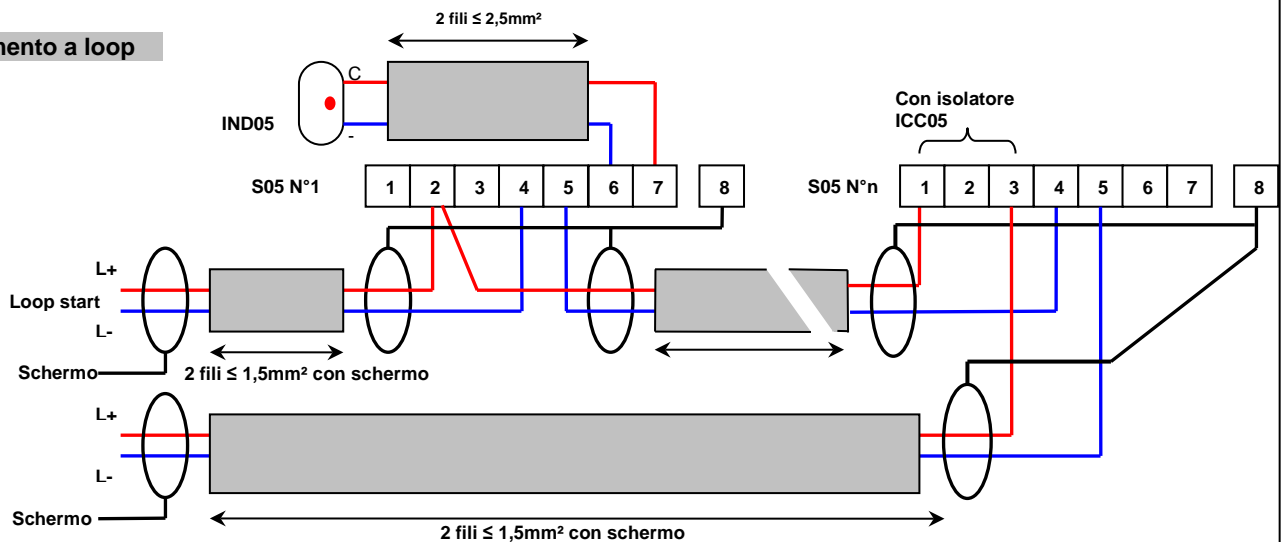 2 fili ≤ 2,5mm²
mento a loop
C
IND05
-
Con isolatore
ICC05
S05 N°1
1 2 3 4 5 6 7 8
S05 N°n
1 2 3 4 5 6 7 8
L+
Loop start
L-
Schermo
2 fili ≤ 1,5mm² con schermo
L+
L-
Schermo
2 fili ≤ 1,5mm² con schermo